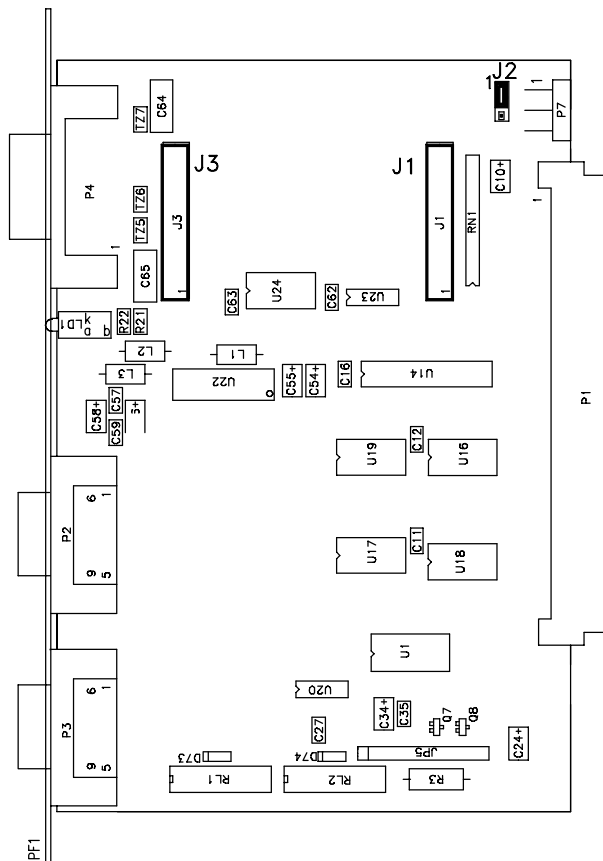 J2
1
1
P7
C64
TZ7
J3
J1
C10+
P4
TZ6
TZ5
J3
J1
RN1
1
1
C65
1
1
C63
U24
C62
U23
LD1
K
R22
R21
L2
L1
L3
U22
C55+
C54+
C16
U14
C58+
C57
C59
P1
C12
U19
U16
P2
6
1
9
5
C11
U17
U18
U1
P3
6
1
9
5
U20
C27
C34+
C35
Q7
Q8
C24+
D73
D74
JP5
RL1
RL2
R3
PF1